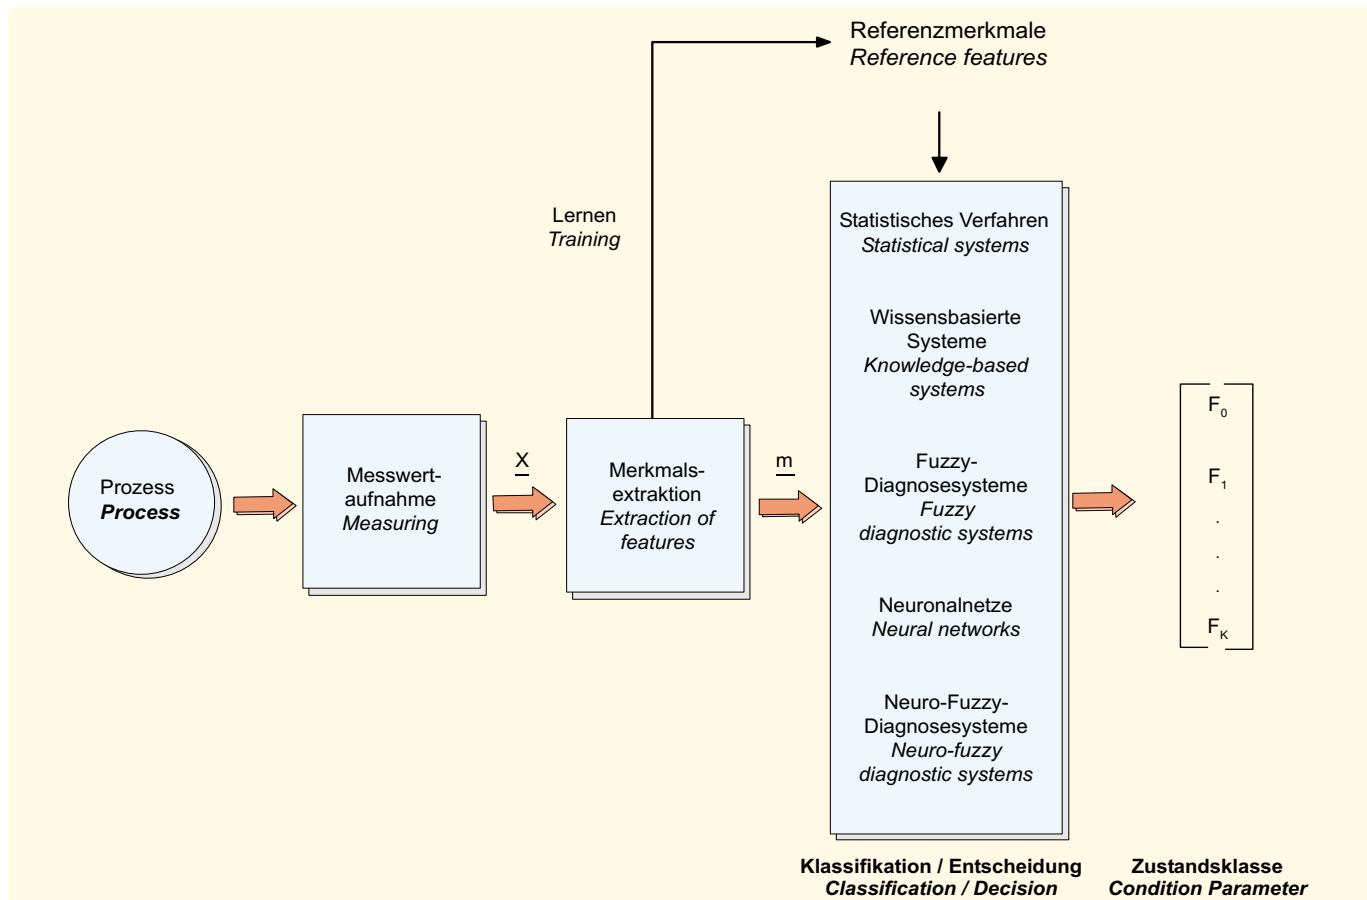 Referenzmerkmale
Reference features
Lernen
Training
Prozess
Process
Messwert-
aufnahme
Measuring
X
Merkmals-
extraktion
Extraction of
features
m
Statistisches Verfahren
Statistical systems
Wissensbasierte
Systeme
Knowledge-based
systems
Fuzzy-
Diagnosesysteme
Fuzzy
diagnostic systems
Neuronalnetze
Neural networks
Neuro-Fuzzy-
Diagnosesysteme
Neuro-fuzzy
diagnostic systems
F0
F1
.
.
.
FK
Klassifikation / Entscheidung
Classification / Decision
Zustandsklasse
Condition Parameter